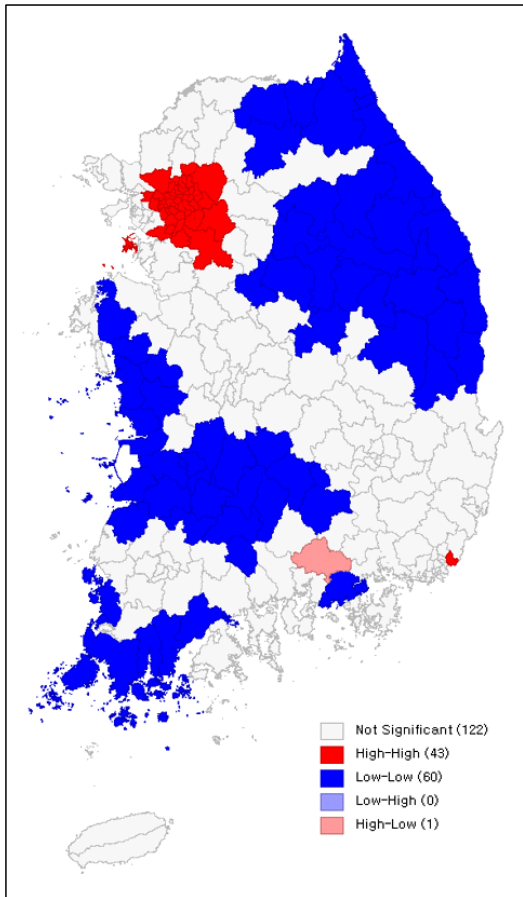 Not Significant (122)
High-High (43)
Low-Low (60)
Low-High (0)
High-Low (1)